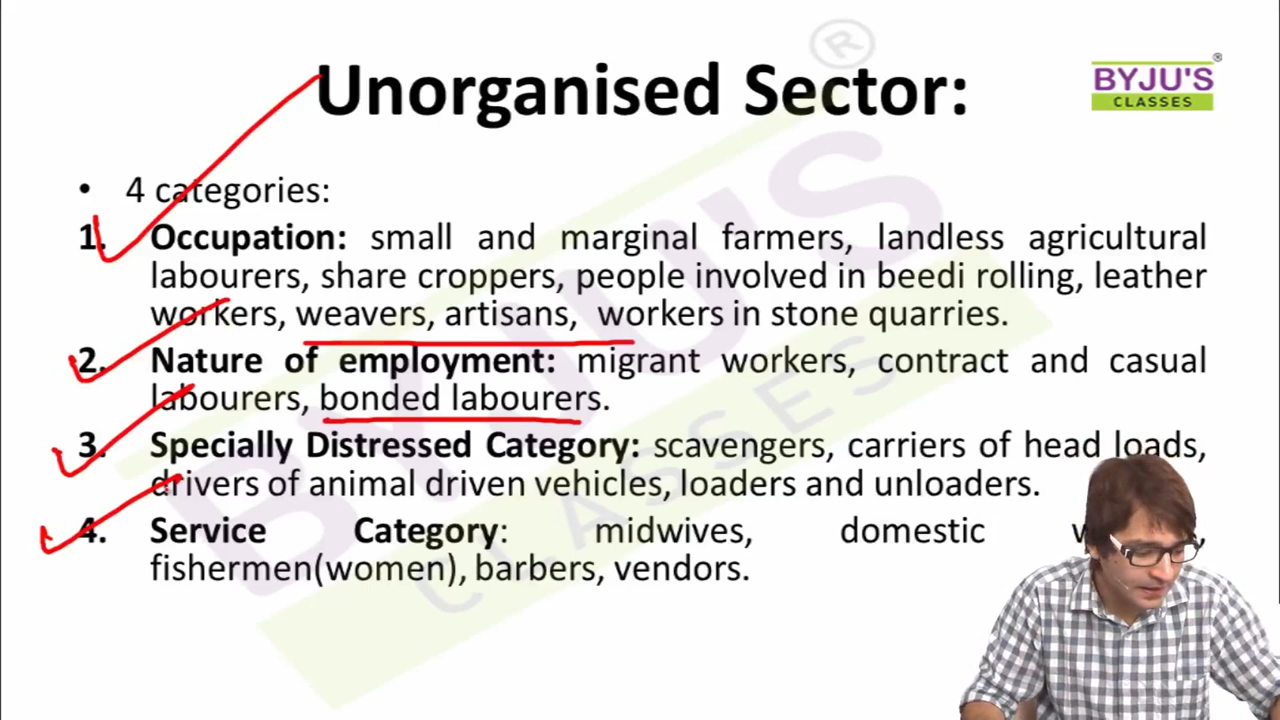 Unorganised Sector:
®
BYJU'S
CLASSES
• 4 categories:
1. Occupation: small and marginal farmers, landless agricultural
labourers, share croppers, people involved in beedi rolling, leather
workers, weavers, artisans, workers in stone quarries.
2. Nature of employment: migrant workers, contract and casual
labourers, bonded labourers.
3. Specially Distressed Category: scavengers, carriers of head loads,
drivers of animal driven vehicles, loaders and unloaders.
4. Service Category: midwives, domestic
fishermen(women), barbers, vendors.
BYJU'S
CLASSES
®